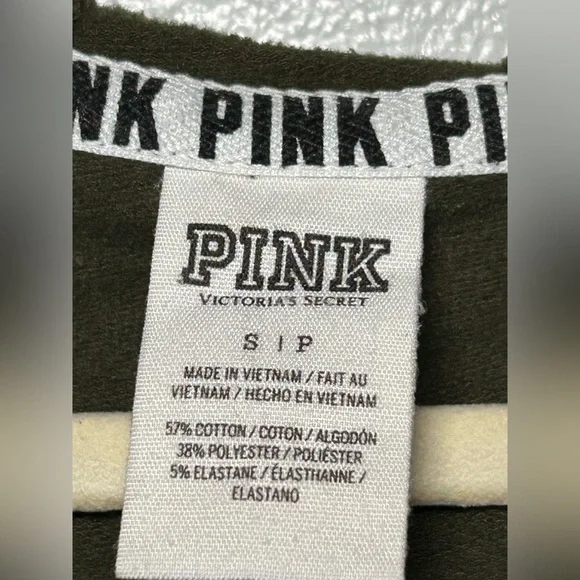 NK PINK PI
PINK
VICTORIA'S SECRET
S | P
MADE IN VIETNAM / FAIT AU
VIETNAM / HECHO EN VIETNAM
57% COTTON / COTON / ALGODÓN
38% POLYESTER / POLIÉSTER
5% ELASTANE / ÉLASTHANNE /
ELASTANO